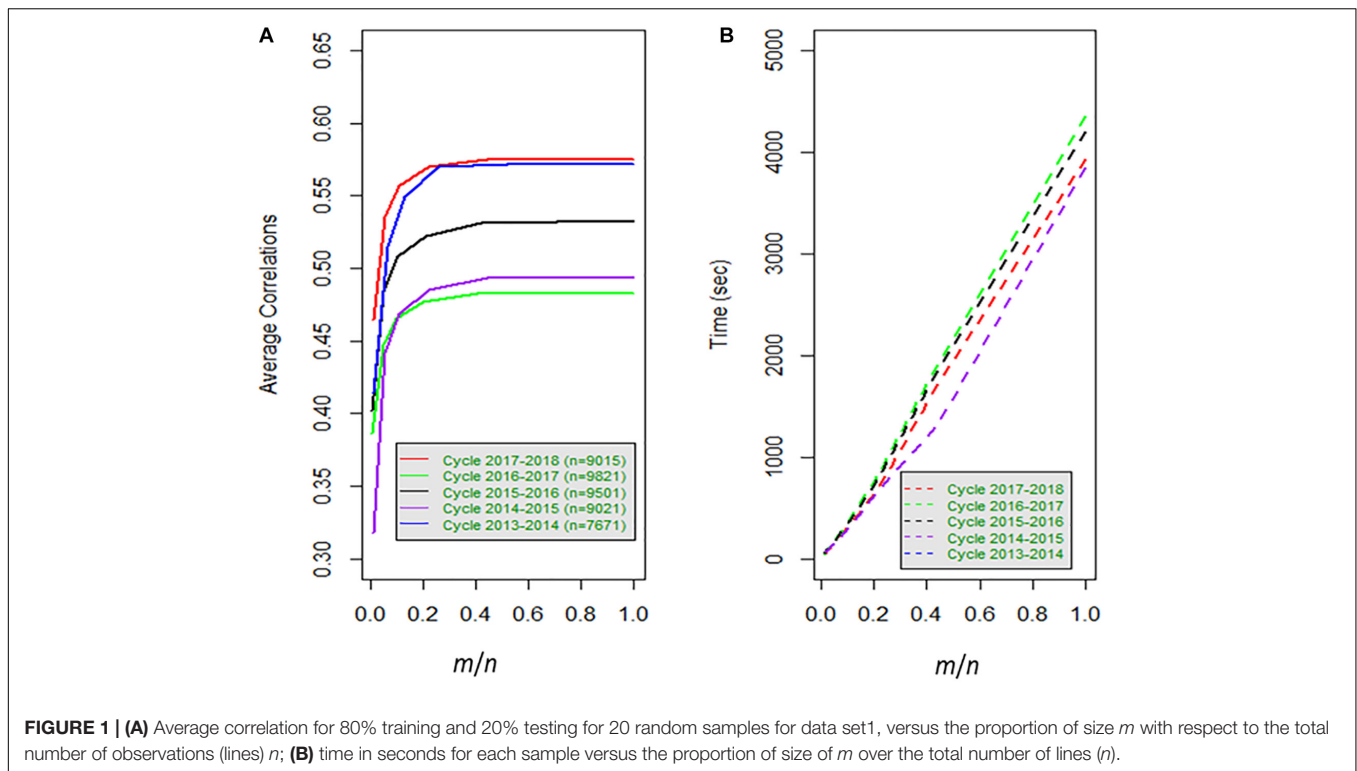 A
Average Correlations
0.65
0.60
0.55
0.50
0.45
0.40
0.35
0.30
Cycle 2017-2018 (n=9015)
Cycle 2016-2017 (n=9821)
Cycle 2015-2016 (n=9501)
Cycle 2014-2015 (n=9021)
Cycle 2013-2014 (n=7671)
0.0 0.2 0.4 0.6 0.8 1.0
m/n
B
Time (sec)
5000
4000
3000
2000
1000
0
Cycle 2017-2018
Cycle 2016-2017
Cycle 2015-2016
Cycle 2014-2015
Cycle 2013-2014
0.0 0.2 0.4 0.6 0.8 1.0
m/n
FIGURE 1 | (A) Average correlation for 80% training and 20% testing for 20 random samples for data set1, versus the proportion of size m with respect to the total
number of observations (lines) n; (B) time in seconds for each sample versus the proportion of size of m over the total number of lines (n).